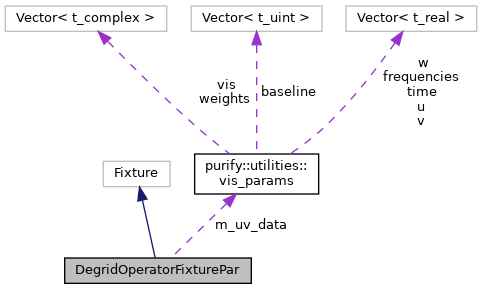 Vector< t_complex >
Vector< t_uint >
Vector< t_real >
vis
weights
baseline
w
frequencies
time
u
v
purify::utilities::
vis_params
Fixture
m_uv_data
DegridOperatorFixturePar